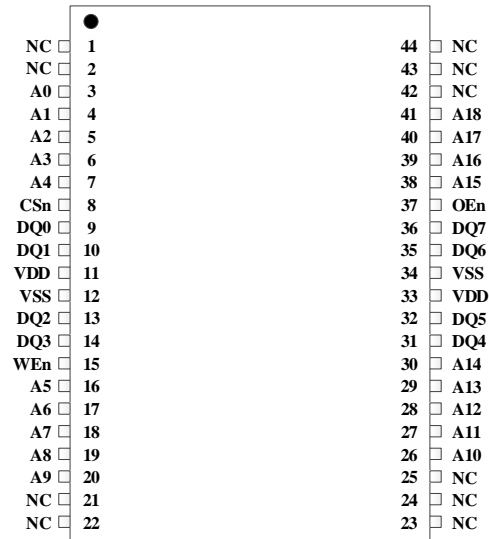 NC 1 44 NC
NC 2 43 NC
A0 3 42 NC
A1 4 41 A18
A2 5 40 A17
A3 6 39 A16
A4 7 38 A15
CSn 8 37 OEn
DQ0 9 36 DQ7
DQ1 10 35 DQ6
VDD 11 34 VSS
VSS 12 33 VDD
DQ2 13 32 DQ5
DQ3 14 31 DQ4
WEn 15 30 A14
A5 16 29 A13
A6 17 28 A12
A7 18 27 A11
A8 19 26 A10
A9 20 25 NC
NC 21 24 NC
NC 22 23 NC